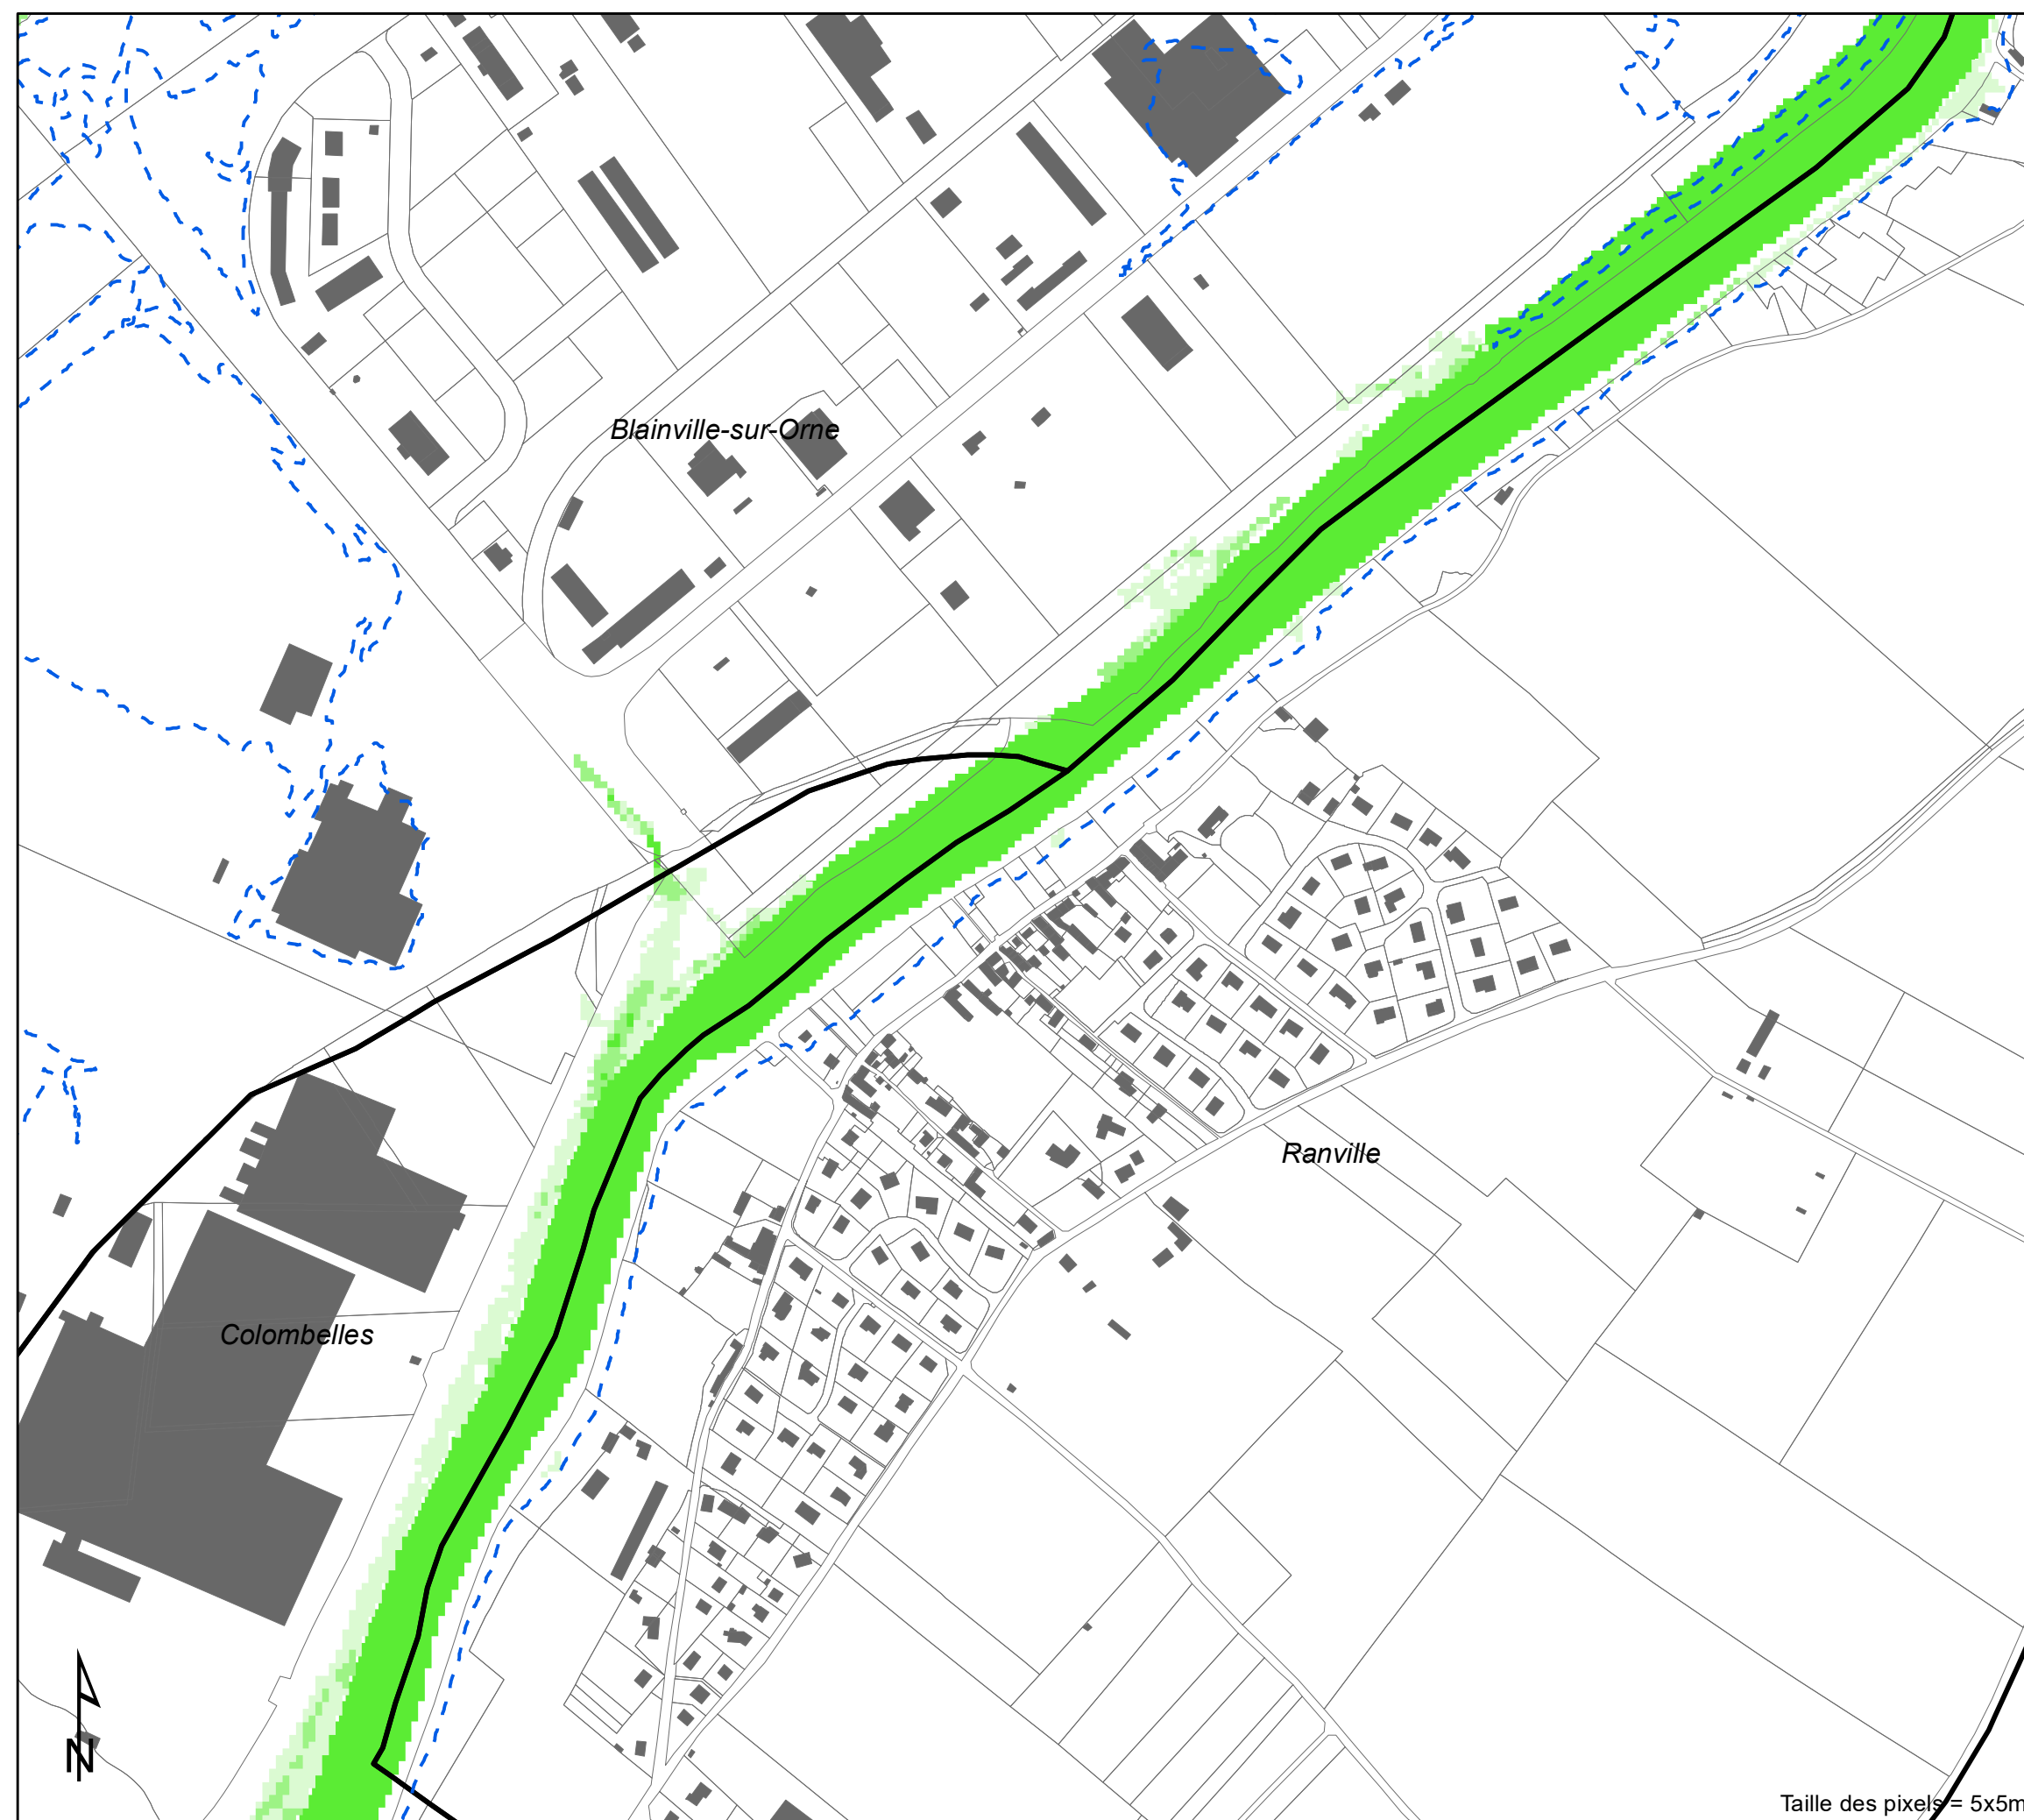 Blainville-sur-Orne
Ranville
Colombelles
N
Taille des pixels = 5x5m